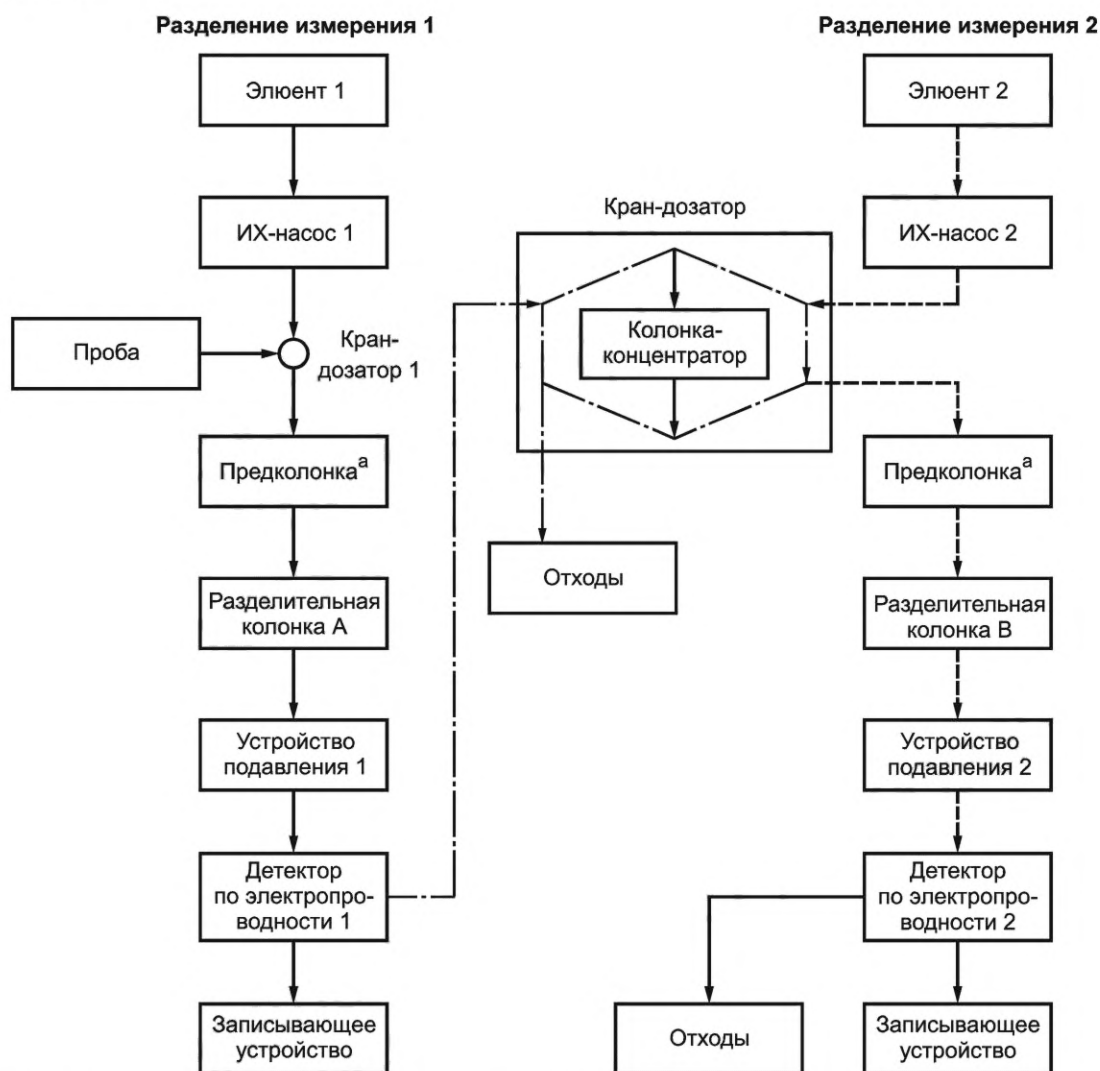 Разделение измерения 1
Элюент 1
ИХ-насос 1
Проба
Кран-
дозатор 1
Предколонкаᵃ
Разделительная
колонка А
Устройство
подавления 1
Детектор
по электропро-
водности 1
Записывающее
устройство
Кран-дозатор
Колонка-
концентратор
Отходы
Разделение измерения 2
Элюент 2
ИХ-насос 2
Предколонкаᵃ
Разделительная
колонка В
Устройство
подавления 2
Детектор
по электропро-
водности 2
Отходы
Записывающее
устройство